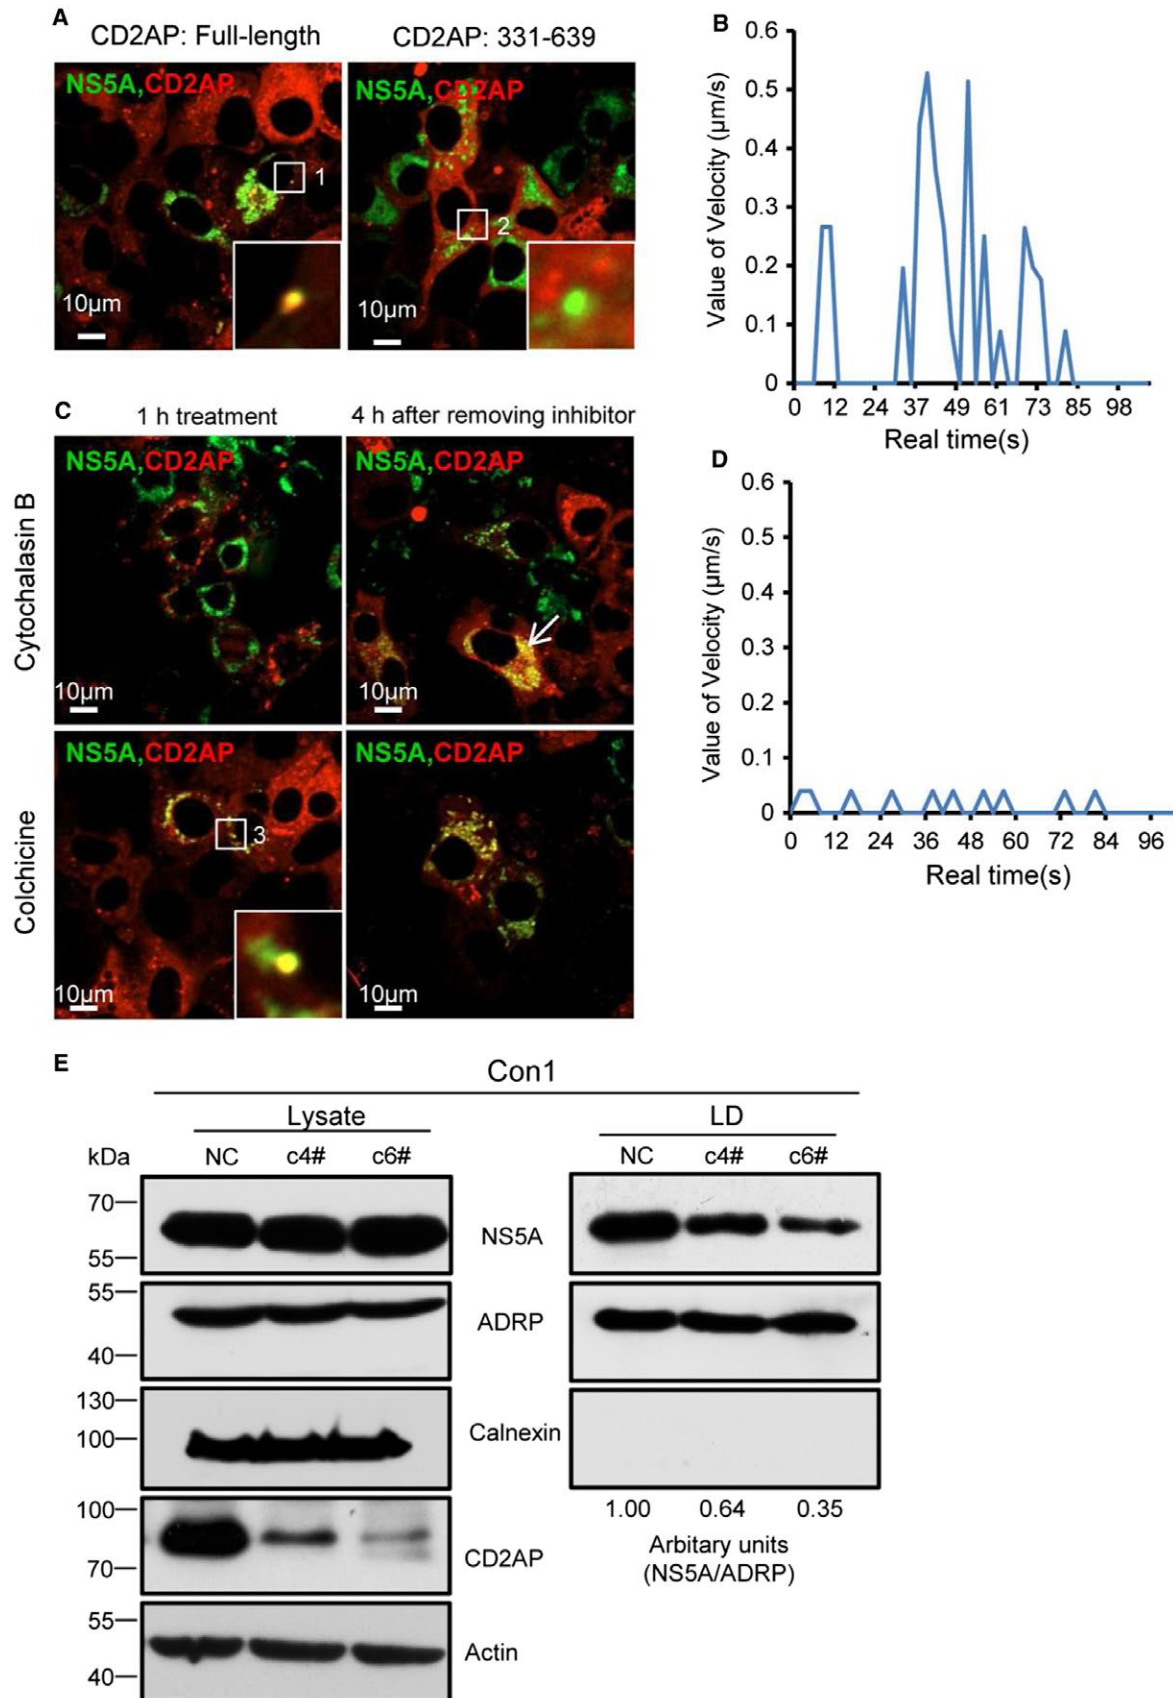 A
CD2AP: Full-length
CD2AP: 331-639
NS5A,CD2AP
1
10µm
NS5A,CD2AP
2
10µm
B
Value of Velocity (µm/s)
0.6
0.5
0.4
0.3
0.2
0.1
0
0 12 24 37 49 61 73 85 98
Real time(s)
C
1 h treatment
4 h after removing inhibitor
Cytochalasin B
NS5A,CD2AP
10µm
NS5A,CD2AP
10µm
Colchicine
NS5A,CD2AP
3
10µm
NS5A,CD2AP
10µm
D
Value of Velocity (µm/s)
0.6
0.5
0.4
0.3
0.2
0.1
0
0 12 24 36 48 60 72 84 96
Real time(s)
E
Con1
Lysate
LD
kDa
NC c4# c6#
NC c4# c6#
70
55
NS5A
55
40
ADRP
130
100
Calnexin
100
70
CD2AP
55
40
Actin
1.00 0.64 0.35
Arbitary units
(NS5A/ADRP)